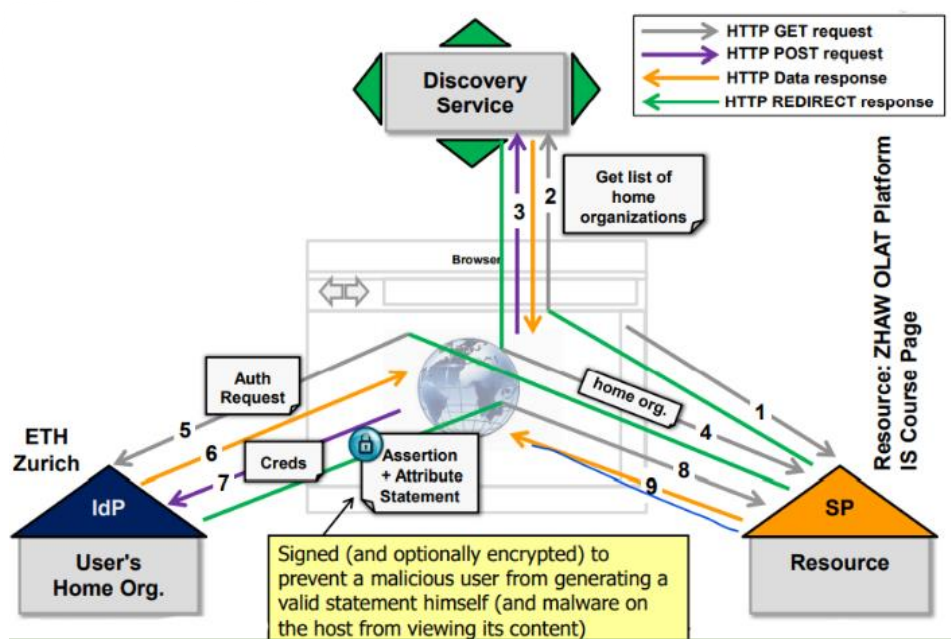 HTTP GET request
HTTP POST request
HTTP Data response
HTTP REDIRECT response
Discovery
Service
Get list of
home
organizations
2
3
Browser
Resource: ZHAW OLAT Platform
IS Course Page
Auth
Request
home org.
1
4
5
6
ETH
Zurich
Creds
7
Assertion
+ Attribute
Statement
8
9
IdP
User's
Home Org.
SP
Resource
Signed (and optionally encrypted) to
prevent a malicious user from generating a
valid statement himself (and malware on
the host from viewing its content)